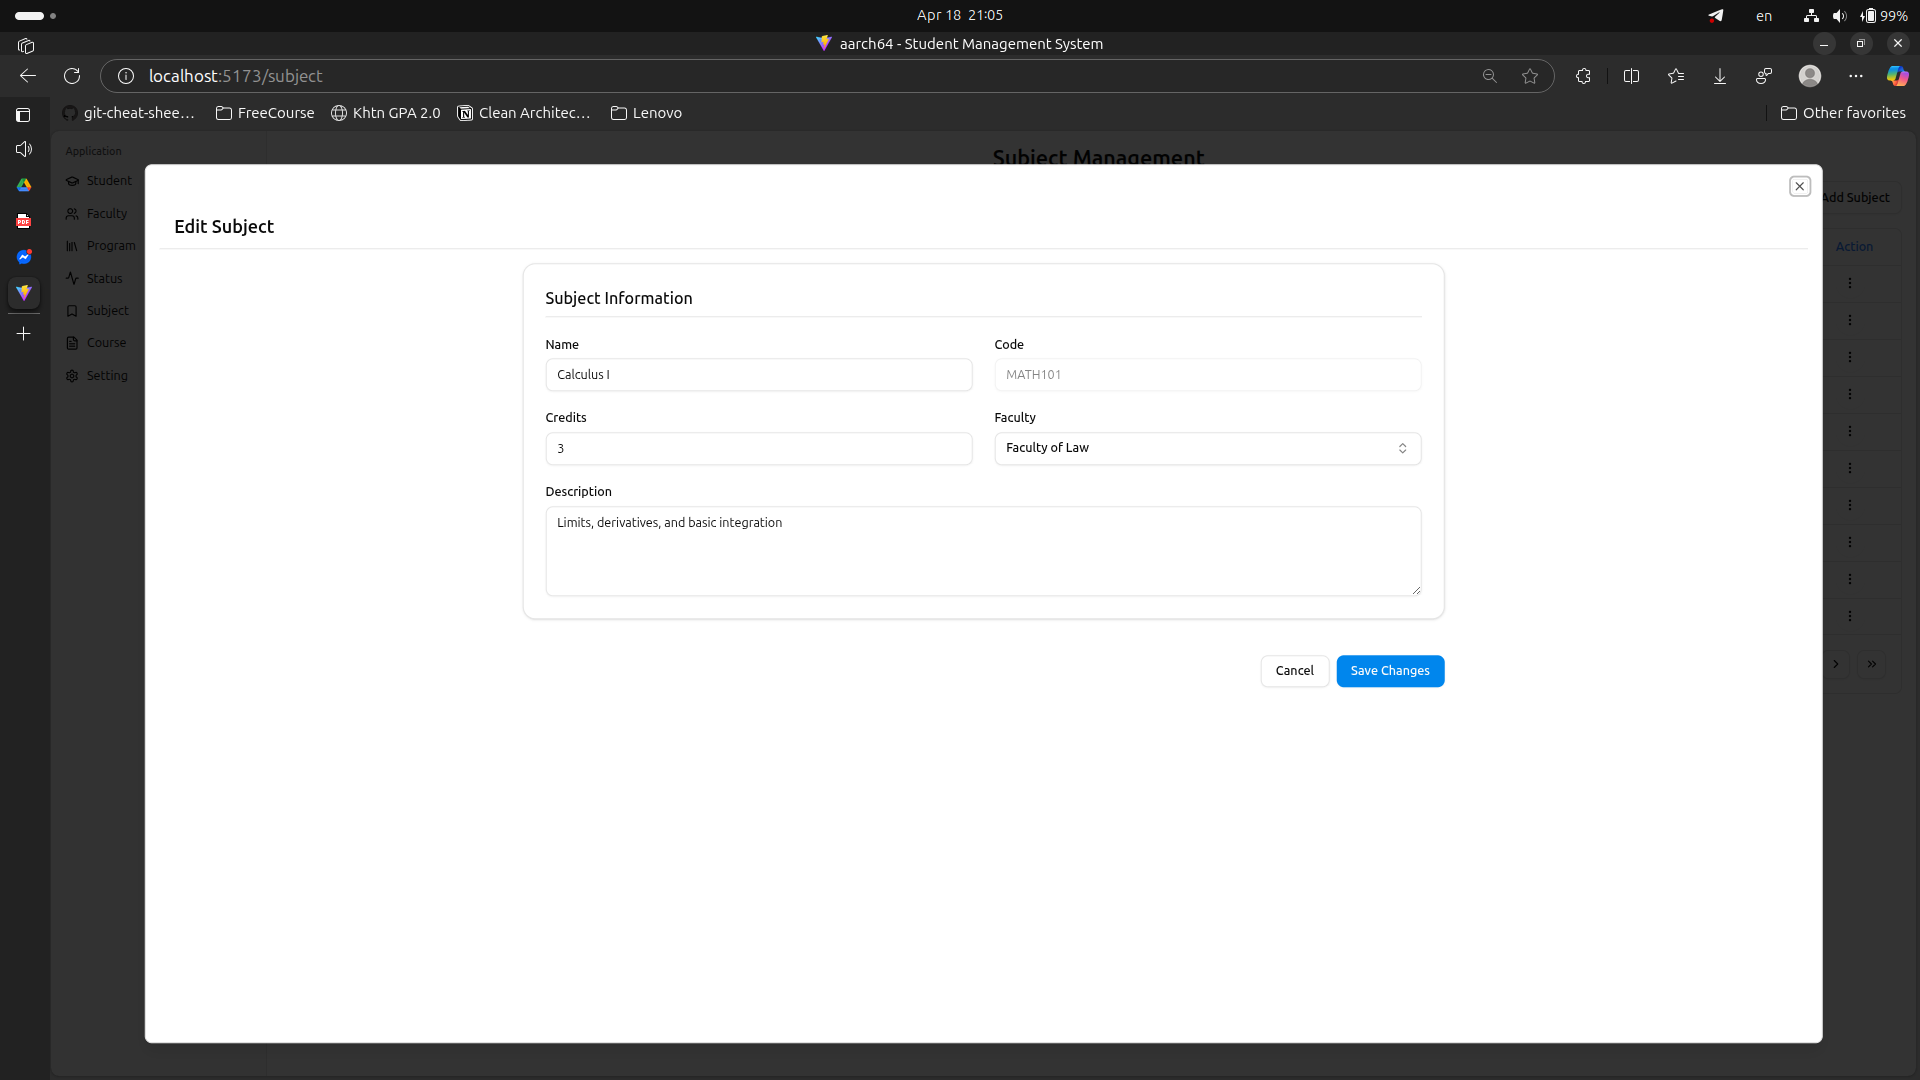 Apr 18 21:05
en
99%
aarch64 - Student Management System
localhost:5173/subject
git-cheat-shee...
FreeCourse
Khtn GPA 2.0
Clean Architec...
Lenovo
Other favorites
Application
Subject Management
Student
Faculty
Program
Status
Subject
Course
Setting
Add Subject
Action
Edit Subject
Subject Information
Name
Code
Calculus I
MATH101
Credits
Faculty
3
Faculty of Law
Description
Limits, derivatives, and basic integration
Cancel
Save Changes
PDF